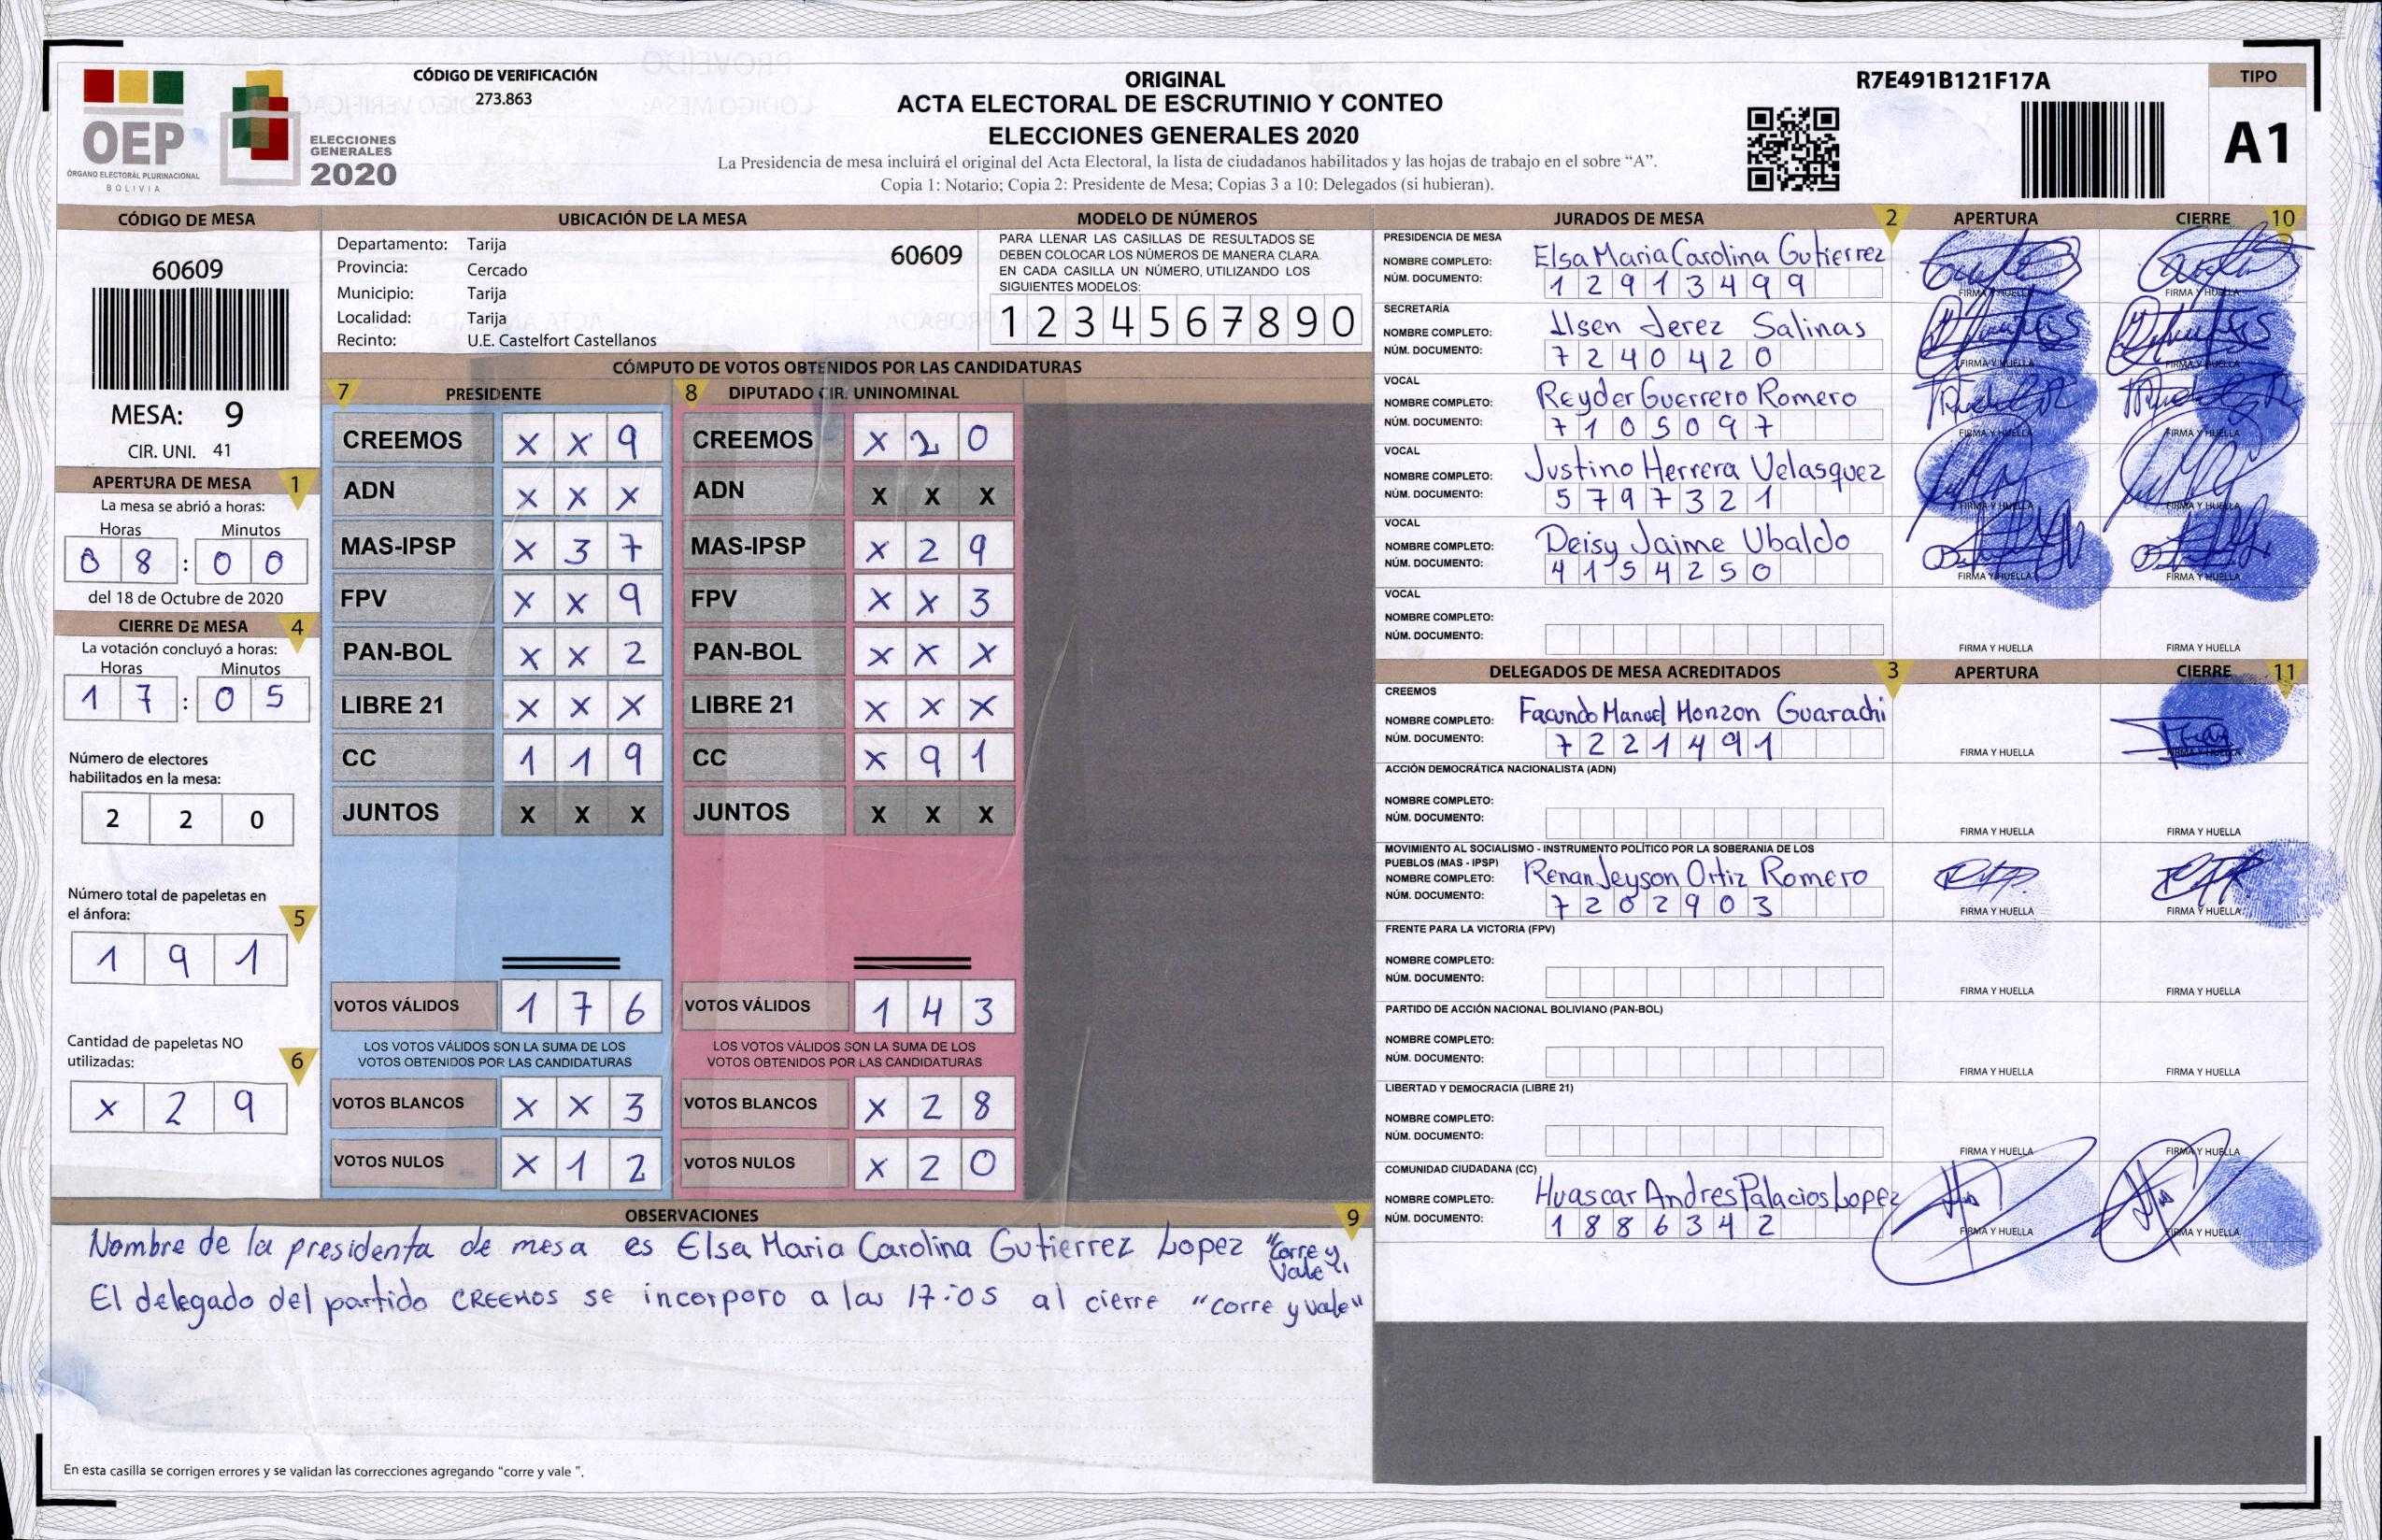 CÓDIGO DE VERIFICACIÓN
273.863
OEP
ÓRGANO ELECTORAL PLURINACIONAL
BOLIVIA
ELECCIONES
GENERALES
2020
ORIGINAL
ACTA ELECTORAL DE ESCRUTINIO Y CONTEO
ELECCIONES GENERALES 2020
La Presidencia de mesa incluirá el original del Acta Electoral, la lista de ciudadanos habilitados y las hojas de trabajo en el sobre “A”.
Copia 1: Notario; Copia 2: Presidente de Mesa; Copias 3 a 10: Delegados (si hubieran).
R7E491B121F17A
TIPO
A1
CÓDIGO DE MESA
60609
MESA: 9
CIR. UNI. 41
APERTURA DE MESA 1
La mesa se abrió a horas:
Horas Minutos
0 8 : 0 0
del 18 de Octubre de 2020
CIERRE DE MESA 4
La votación concluyó a horas:
Horas Minutos
1 7 : 0 5
Número de electores
habilitados en la mesa:
2 2 0
Número total de papeletas en
el ánfora: 5
1 9 1
Cantidad de papeletas NO
utilizadas: 6
X 2 9
UBICACIÓN DE LA MESA
Departamento: Tarija 60609
Provincia: Cercado
Municipio: Tarija
Localidad: Tarija
Recinto: U.E. Castelfort Castellanos
MODELO DE NÚMEROS
PARA LLENAR LAS CASILLAS DE RESULTADOS SE
DEBEN COLOCAR LOS NÚMEROS DE MANERA CLARA.
EN CADA CASILLA UN NÚMERO, UTILIZANDO LOS
SIGUIENTES MODELOS:
1 2 3 4 5 6 7 8 9 0
CÓMPUTO DE VOTOS OBTENIDOS POR LAS CANDIDATURAS
7 PRESIDENTE 8 DIPUTADO CIR. UNINOMINAL
CREEMOS X X 9 CREEMOS X 2 0
ADN X X X ADN X X X
MAS-IPSP X 3 7 MAS-IPSP X 2 9
FPV X X 9 FPV X X 3
PAN-BOL X X 2 PAN-BOL X X X
LIBRE 21 X X X LIBRE 21 X X X
CC 1 1 9 CC X 9 1
JUNTOS X X X JUNTOS X X X
VOTOS VÁLIDOS 1 7 6 VOTOS VÁLIDOS 1 4 3
LOS VOTOS VÁLIDOS SON LA SUMA DE LOS LOS VOTOS VÁLIDOS SON LA SUMA DE LOS
VOTOS OBTENIDOS POR LAS CANDIDATURAS VOTOS OBTENIDOS POR LAS CANDIDATURAS
VOTOS BLANCOS X X 3 VOTOS BLANCOS X 2 8
VOTOS NULOS X 1 2 VOTOS NULOS X 2 0
OBSERVACIONES 9
Nombre de la presidenta de mesa es Elsa Maria Carolina Gutierrez Lopez "Corre y
Vale"
El delegado del partido CREEMOS se incorporo a las 17:05 al cierre "corre y vale"
En esta casilla se corrigen errores y se validan las correcciones agregando “corre y vale ”.
JURADOS DE MESA 2 APERTURA CIERRE 10
PRESIDENCIA DE MESA
NOMBRE COMPLETO: Elsa Maria Carolina Gutierrez
NÚM. DOCUMENTO: 1 2 9 1 3 4 9 9
FIRMA Y HUELLA FIRMA Y HUELLA
SECRETARÍA
NOMBRE COMPLETO: Ilsen Jerez Salinas
NÚM. DOCUMENTO: 7 2 4 0 4 2 0
FIRMA Y HUELLA FIRMA Y HUELLA
VOCAL
NOMBRE COMPLETO: Reyder Guerrero Romero
NÚM. DOCUMENTO: 7 1 0 5 0 9 7
FIRMA Y HUELLA FIRMA Y HUELLA
VOCAL
NOMBRE COMPLETO: Justino Herrera Velasquez
NÚM. DOCUMENTO: 5 7 9 7 3 2 1
FIRMA Y HUELLA FIRMA Y HUELLA
VOCAL
NOMBRE COMPLETO: Deisy Jaime Ubaldo
NÚM. DOCUMENTO: 4 1 5 4 2 5 0
FIRMA Y HUELLA FIRMA Y HUELLA
VOCAL
NOMBRE COMPLETO:
NÚM. DOCUMENTO:
FIRMA Y HUELLA FIRMA Y HUELLA
DELEGADOS DE MESA ACREDITADOS 3 APERTURA CIERRE 11
CREEMOS
NOMBRE COMPLETO: Facundo Manuel Monzon Guarachi
NÚM. DOCUMENTO: 7 2 2 1 4 9 1
FIRMA Y HUELLA FIRMA Y HUELLA
ACCIÓN DEMOCRÁTICA NACIONALISTA (ADN)
NOMBRE COMPLETO:
NÚM. DOCUMENTO:
FIRMA Y HUELLA FIRMA Y HUELLA
MOVIMIENTO AL SOCIALISMO - INSTRUMENTO POLÍTICO POR LA SOBERANIA DE LOS
PUEBLOS (MAS - IPSP)
NOMBRE COMPLETO: Renan Jeyson Ortiz Romero
NÚM. DOCUMENTO: 7 2 0 2 9 0 3
FIRMA Y HUELLA FIRMA Y HUELLA
FRENTE PARA LA VICTORIA (FPV)
NOMBRE COMPLETO:
NÚM. DOCUMENTO:
FIRMA Y HUELLA FIRMA Y HUELLA
PARTIDO DE ACCIÓN NACIONAL BOLIVIANO (PAN-BOL)
NOMBRE COMPLETO:
NÚM. DOCUMENTO:
FIRMA Y HUELLA FIRMA Y HUELLA
LIBERTAD Y DEMOCRACIA (LIBRE 21)
NOMBRE COMPLETO:
NÚM. DOCUMENTO:
FIRMA Y HUELLA FIRMA Y HUELLA
COMUNIDAD CIUDADANA (CC)
NOMBRE COMPLETO: Huascar Andres Palacios Lopez
NÚM. DOCUMENTO: 1 8 8 6 3 4 2
FIRMA Y HUELLA FIRMA Y HUELLA